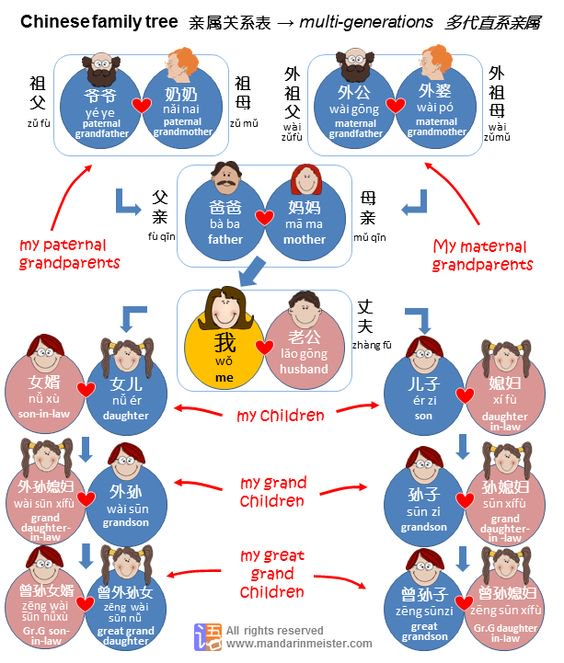 Chinese family tree 亲属关系表 → multi-generations 多代直系亲属
祖父
zǔ fù
爷爷
yé ye
paternal
grandfather
奶奶
nǎi nai
paternal
grandmother
祖母
zǔ mǔ
外祖父
wài
zǔfù
外公
wài gōng
maternal
grandfather
外婆
wài pó
maternal
grandmother
外祖母
wài
zǔmǔ
my paternal
grandparents
父亲
fù qīn
爸爸
bà ba
father
妈妈
mā ma
mother
母亲
mǔ qīn
My maternal
grandparents
我
wǒ
me
老公
lǎo gōng
husband
丈夫
zhàng fū
女婿
nǚ xù
son-in-law
女儿
nǚ ér
daughter
my Children
儿子
ér zi
son
媳妇
xí fù
daughter
in-law
外孙媳妇
wài sūn xífù
grand
daughter-
in-law
外孙
wài sūn
grandson
my grand
Children
孙子
sūn zi
grandson
孙媳妇
sūn xífù
grand
daughter-
in -law
曾孙女婿
zēng wài
sūn nǚxù
Gr.G son-
in-law
曾外孙女
zēng wài
sūn nǚ
great grand
daughter
my great
grand
Children
曾孙子
zēng sūnzi
great
grandson
曾孙媳妇
zēng sūn xífù
Gr.G daughter
in-law
语
All rights reserved
www.mandarinmeister.com